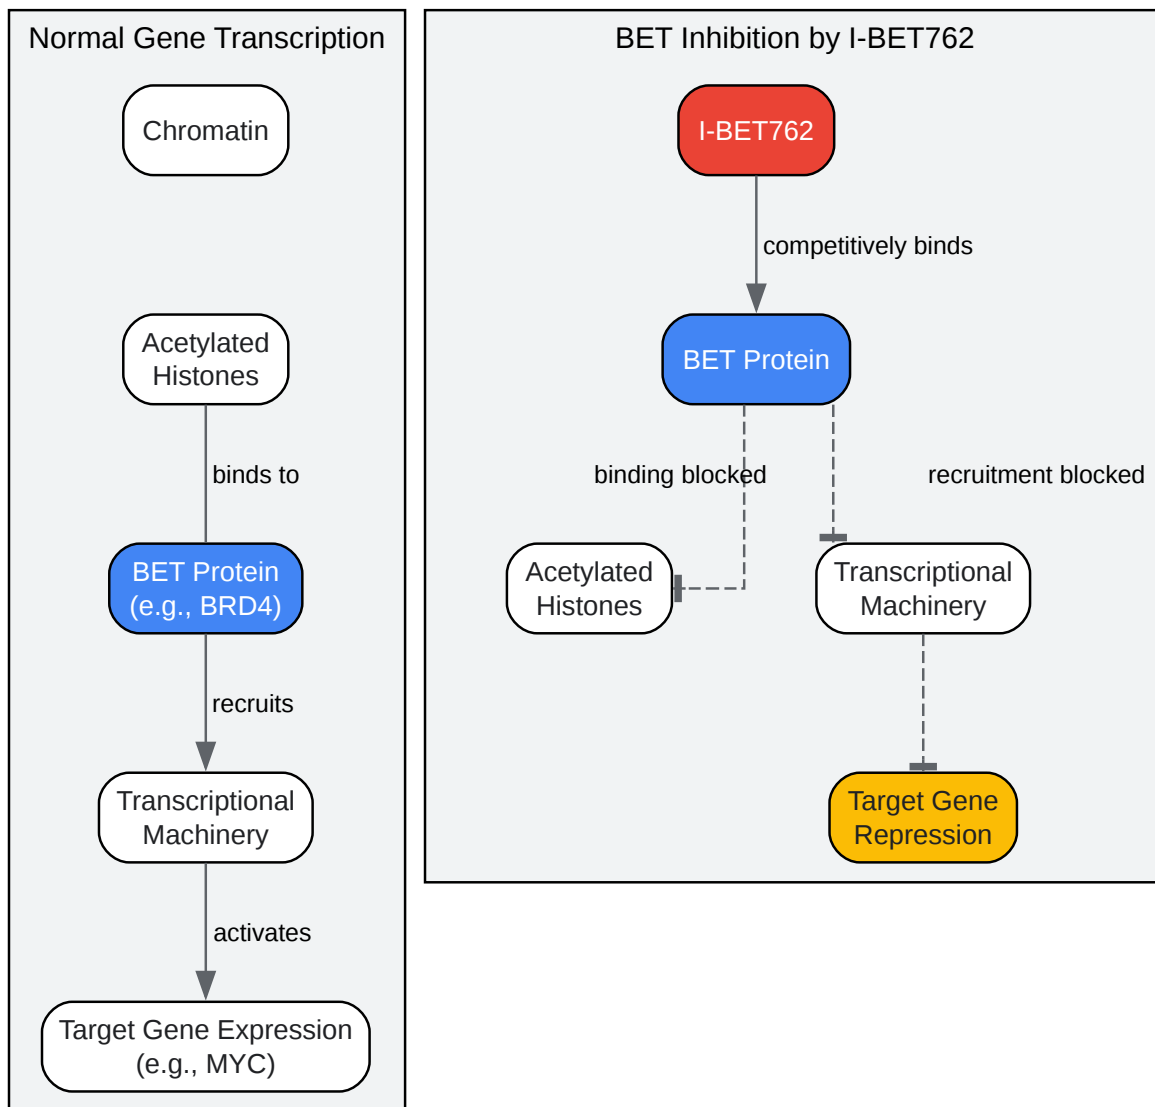 Normal Gene Transcription
Chromatin
Acetylated
Histones
binds to
BET Protein
(e.g., BRD4)
recruits
Transcriptional
Machinery
activates
Target Gene Expression
(e.g., MYC)
BET Inhibition by I-BET762
I-BET762
competitively binds
BET Protein
binding blocked
recruitment blocked
Acetylated
Histones
Transcriptional
Machinery
Target Gene
Repression